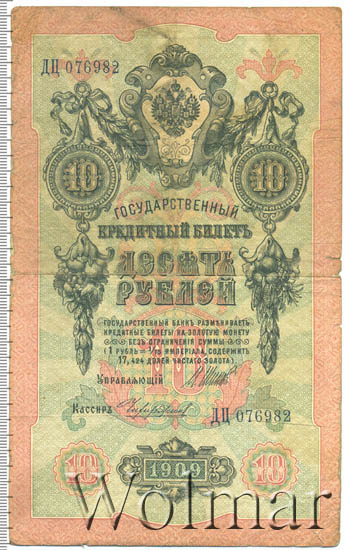 ДЦ 076982
10 10
ГОСУДАРСТВЕННЫЙ
КРЕДИТНЫЙ БИЛЕТЪ
ДЕСЯТЬ
РУБЛЕЙ
ГОСУДАРСТВЕННЫЙ БАНКЪ РАЗМѢНИВАЕТЪ
КРЕДИТНЫЕ БИЛЕТЫ НА ЗОЛОТУЮ МОНЕТУ
БЕЗЪ ОГРАНИЧЕНІЯ СУММЫ
(1 РУБЛЬ = 1/15 ИМПЕРІАЛА, СОДЕРЖИТЪ
17,424 ДОЛЕЙ ЧИСТАГО ЗОЛОТА).
УПРАВЛЯЮЩІЙ
КАССИРЪ
ДЦ 076982
10 1909 10
Wolmar